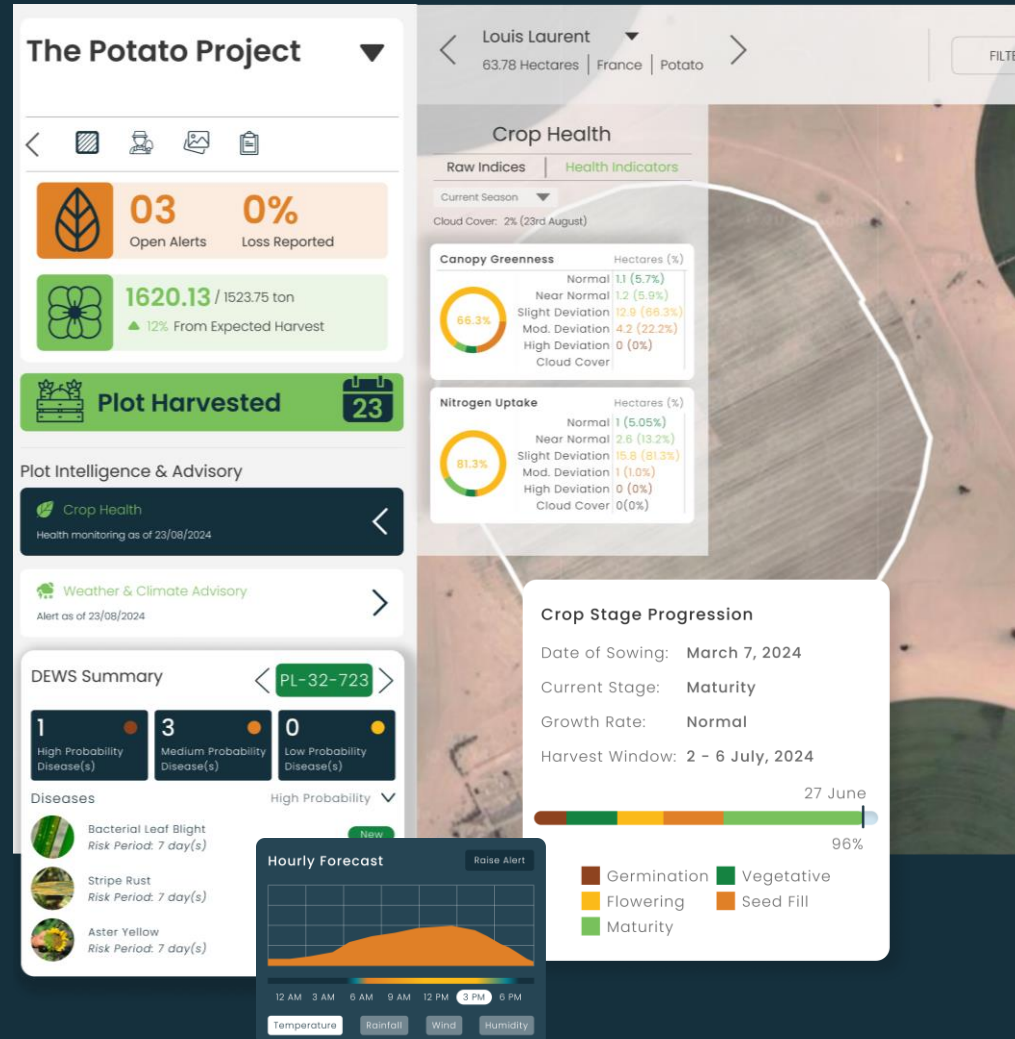 The Potato Project
03
Open Alerts
0%
Loss Reported
1620.13 / 1523.75 ton
12% From Expected Harvest
Plot Harvested
23
Plot Intelligence & Advisory
Crop Health
Health monitoring as of 23/08/2024
Weather & Climate Advisory
Alert as of 23/08/2024
DEWS Summary
PL-32-723
1
High Probability
Disease(s)
3
Medium Probability
Disease(s)
0
Low Probability
Disease(s)
Diseases
High Probability
Bacterial Leaf Blight
Risk Period: 7 day(s)
New
Stripe Rust
Risk Period: 7 day(s)
Aster Yellow
Risk Period: 7 day(s)
Louis Laurent
63.78 Hectares | France | Potato
Crop Health
Raw Indices | Health Indicators
Current Season
Cloud Cover: 2% (23rd August)
Canopy Greenness Hectares (%)
66.3%
Normal 1.1 (5.7%)
Near Normal 1.2 (5.9%)
Slight Deviation 12.9 (66.3%)
Mod. Deviation 4.2 (22.2%)
High Deviation 0 (0%)
Cloud Cover
Nitrogen Uptake Hectares (%)
81.3%
Normal 1 (5.05%)
Near Normal 2.6 (13.2%)
Slight Deviation 15.8 (81.3%)
Mod. Deviation 1 (1.0%)
High Deviation 0 (0%)
Cloud Cover 0(0%)
Crop Stage Progression
Date of Sowing: March 7, 2024
Current Stage: Maturity
Growth Rate: Normal
Harvest Window: 2 - 6 July, 2024
27 June
96%
Germination Vegetative
Flowering Seed Fill
Maturity
Hourly Forecast
Raise Alert
12 AM 3 AM 6 AM 9 AM 12 PM 3 PM 6 PM
Temperature Rainfall Wind Humidity